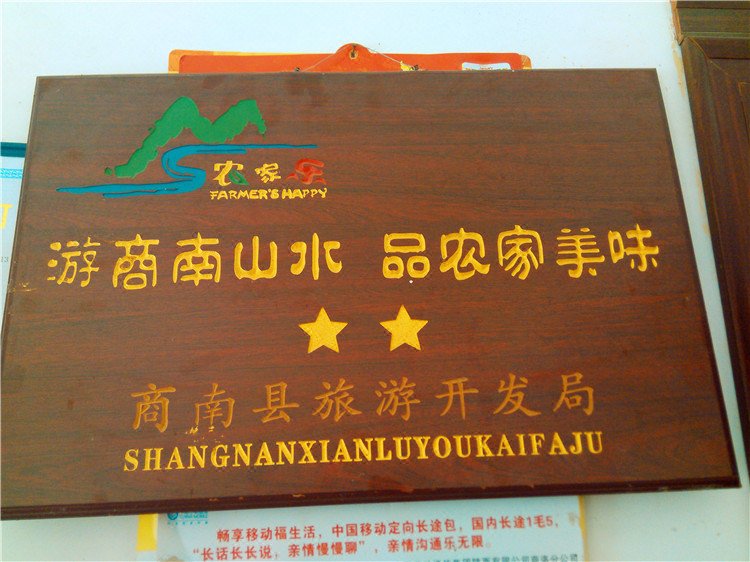 农家乐
FARMER'S HAPPY
游商南山水 品农家美味
商南县旅游开发局
SHANGNANXIANLUYOUKAIFAJU
畅享移动福生活，中国移动定向长途包，国内长途1毛5，
“长话长长说，亲情慢慢聊”，亲情沟通乐无限。